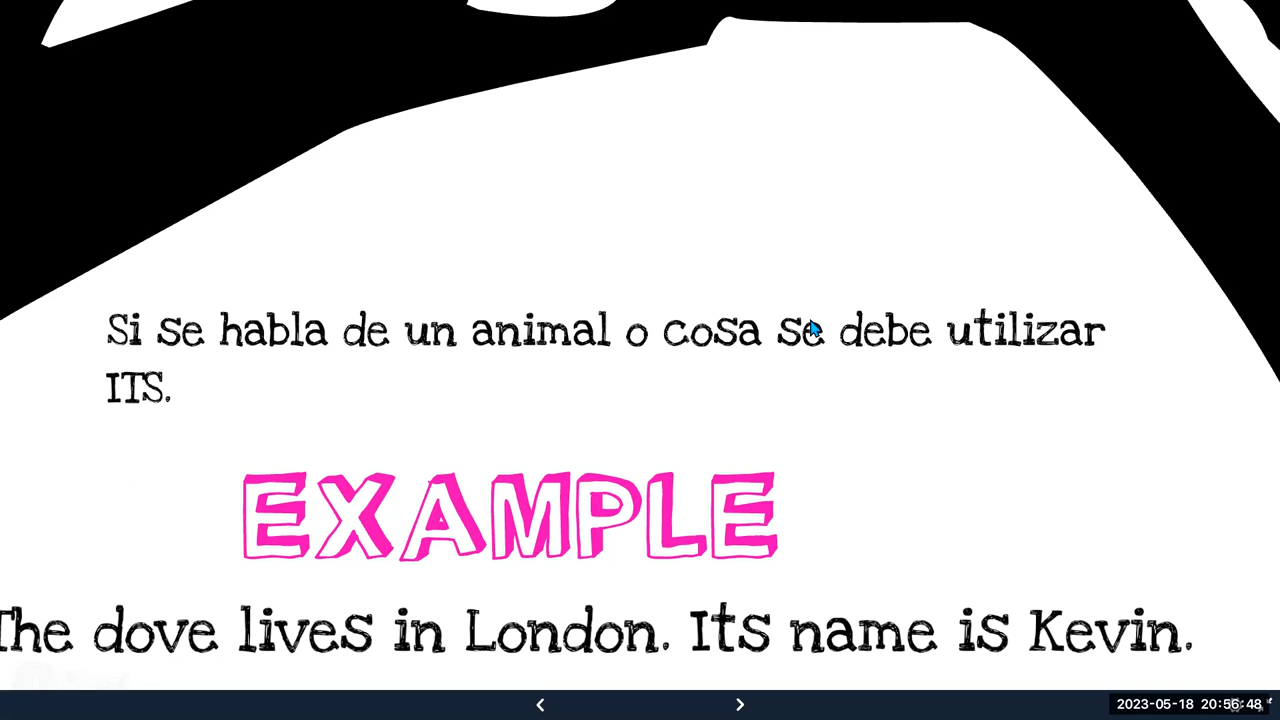 Si se habla de un animal o cosa se debe utilizar
ITS.
EXAMPLE
The dove lives in London. Its name is Kevin.
2023-05-18 20:56:48